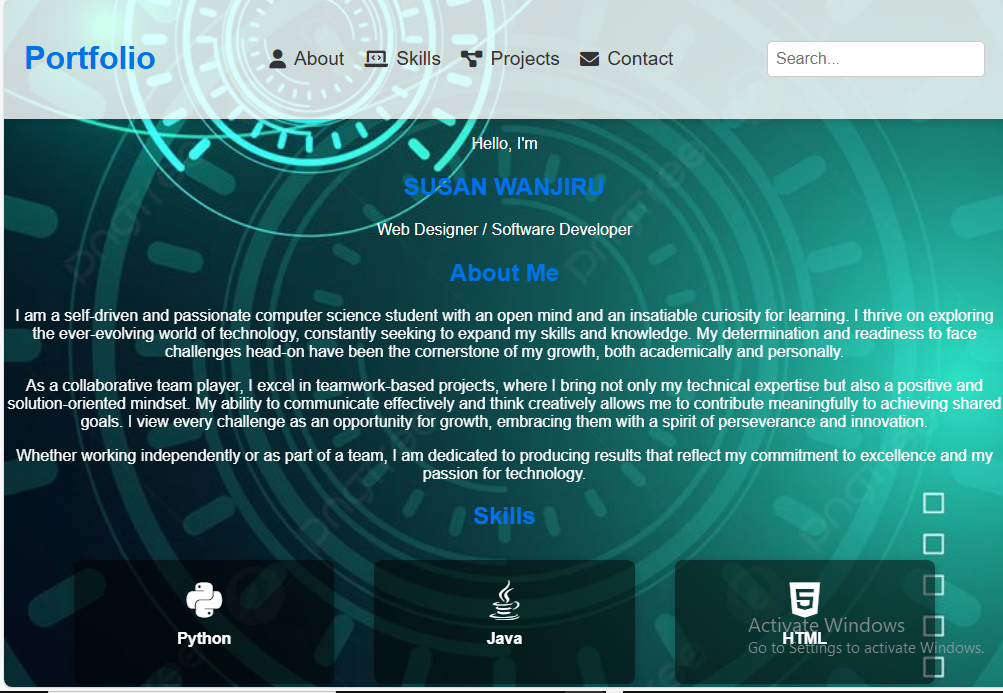 Portfolio
About
Skills
Projects
Contact
Search...
Hello, I'm
SUSAN WANJIRU
Web Designer / Software Developer
About Me
I am a self-driven and passionate computer science student with an open mind and an insatiable curiosity for learning. I thrive on exploring
the ever-evolving world of technology, constantly seeking to expand my skills and knowledge. My determination and readiness to face
challenges head-on have been the cornerstone of my growth, both academically and personally.
As a collaborative team player, I excel in teamwork-based projects, where I bring not only my technical expertise but also a positive and
solution-oriented mindset. My ability to communicate effectively and think creatively allows me to contribute meaningfully to achieving shared
goals. I view every challenge as an opportunity for growth, embracing them with a spirit of perseverance and innovation.
Whether working independently or as part of a team, I am dedicated to producing results that reflect my commitment to excellence and my
passion for technology.
Skills
Python
Java
5
HTML
Activate Windows
Go to Settings to activate Windows.
pngtree
pngtree
pngtree
pngtree